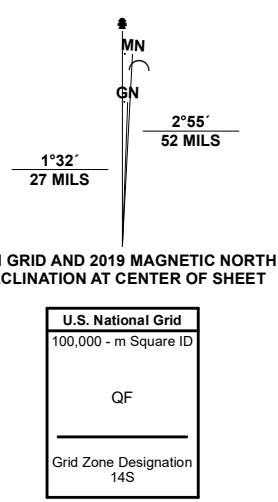 MN
GN
2°55´
52 MILS
1°32´
27 MILS
GRID AND 2019 MAGNETIC NORTH
CLINATION AT CENTER OF SHEET
U.S. National Grid
100,000 - m Square ID
QF
Grid Zone Designation
14S